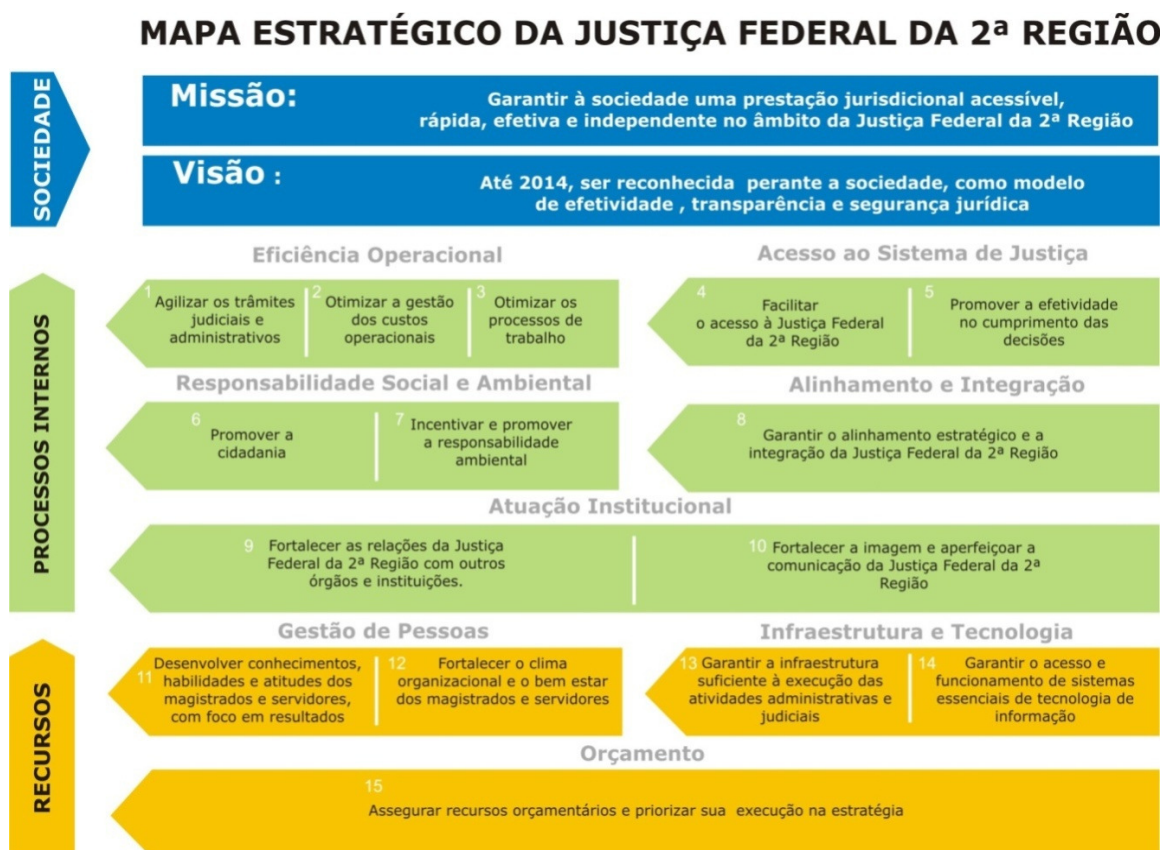 MAPA ESTRATÉGICO DA JUSTIÇA FEDERAL DA 2ª REGIÃO
SOCIEDADE
Missão:
Garantir à sociedade uma prestação jurisdicional acessível,
rápida, efetiva e independente no âmbito da Justiça Federal da 2ª Região
Visão :
Até 2014, ser reconhecida perante a sociedade, como modelo
de efetividade , transparência e segurança jurídica
PROCESSOS INTERNOS
Eficiência Operacional
1
Agilizar os trâmites
judiciais e
administrativos
2
Otimizar a gestão
dos custos
operacionais
3
Otimizar os
processos de
trabalho
Acesso ao Sistema de Justiça
4
Facilitar
o acesso à Justiça Federal
da 2ª Região
5
Promover a efetividade
no cumprimento das
decisões
Responsabilidade Social e Ambiental
6
Promover a
cidadania
7
Incentivar e promover
a responsabilidade
ambiental
Alinhamento e Integração
8
Garantir o alinhamento estratégico e a
integração da Justiça Federal da 2ª Região
Atuação Institucional
9
Fortalecer as relações da Justiça
Federal da 2ª Região com outros
órgãos e instituições.
10
Fortalecer a imagem e aperfeiçoar a
comunicação da Justiça Federal da 2ª
Região
RECURSOS
Gestão de Pessoas
11
Desenvolver conhecimentos,
habilidades e atitudes dos
magistrados e servidores,
com foco em resultados
12
Fortalecer o clima
organizacional e o bem estar
dos magistrados e servidores
Infraestrutura e Tecnologia
13
Garantir a infraestrutura
suficiente à execução das
atividades administrativas e
judiciais
14
Garantir o acesso e
funcionamento de sistemas
essenciais de tecnologia de
informação
Orçamento
15
Assegurar recursos orçamentários e priorizar sua execução na estratégia